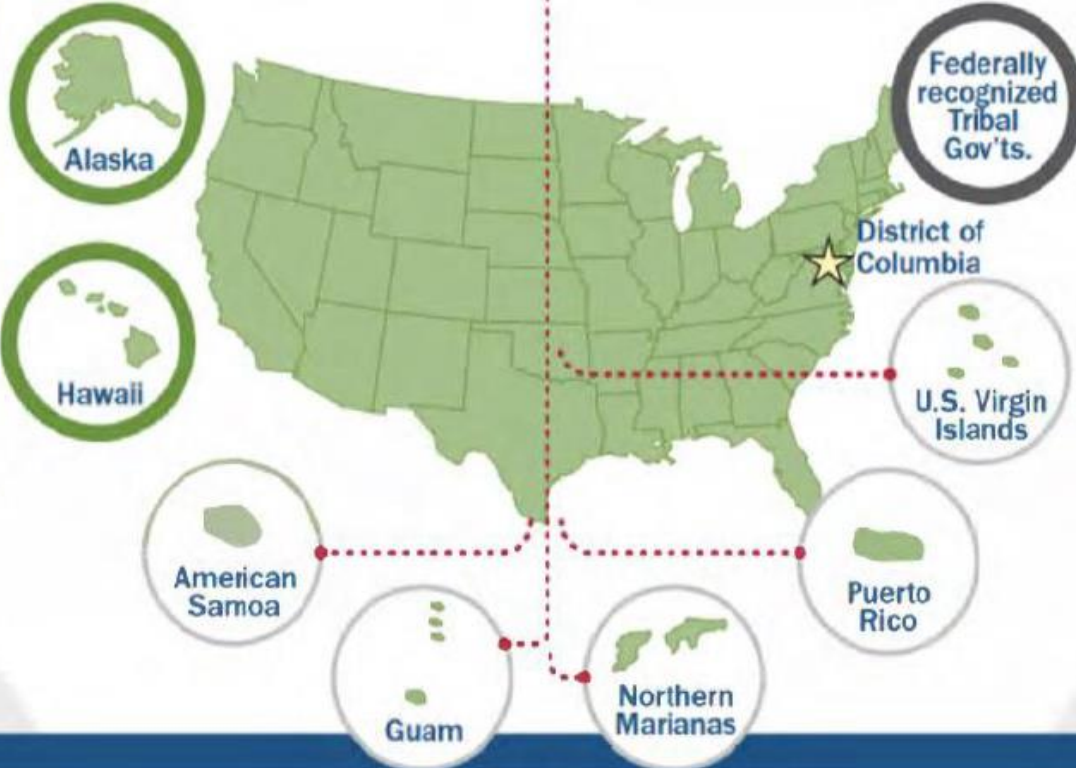 Alaska
Federally
recognized
Tribal
Gov'ts.
District of
Columbia
Hawaii
U.S. Virgin
Islands
American
Samoa
Puerto
Rico
Guam
Northern
Marianas